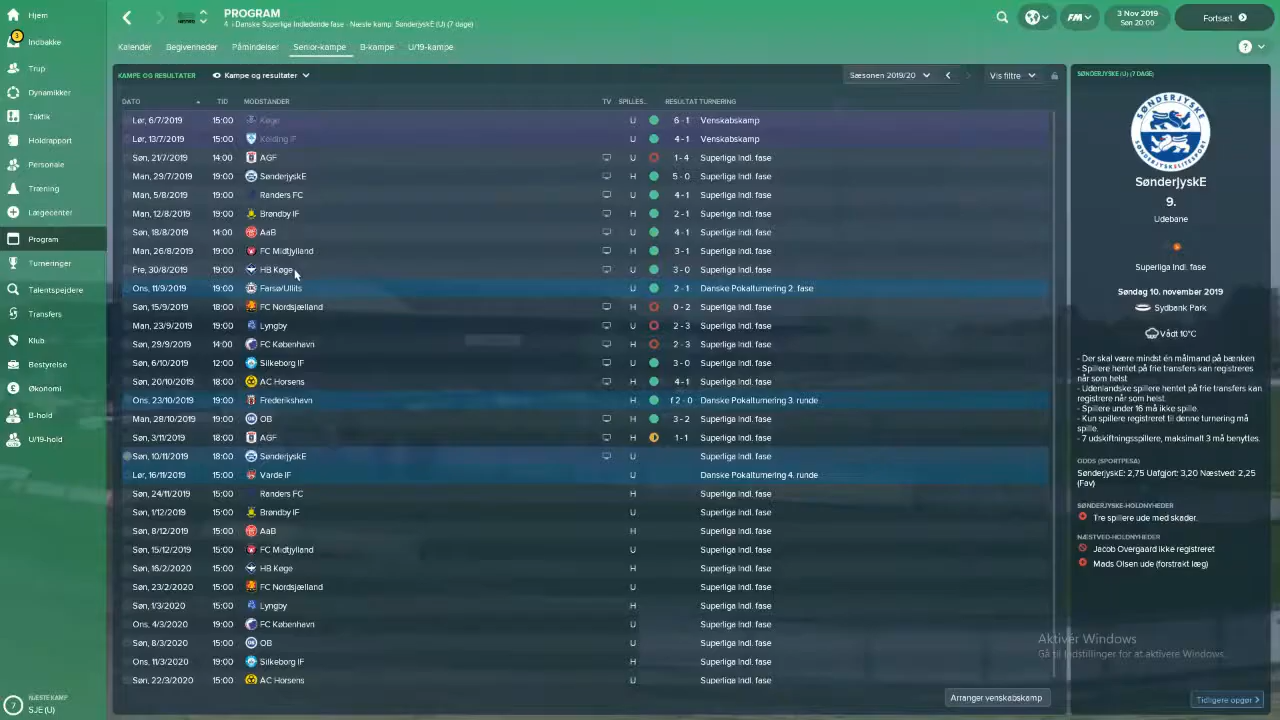 Hjem
PROGRAM
4. i Danske Superliga Indledende fase - Næste kamp: SønderjyskE (U) (7 dage)
FM
3 Nov 2019
Søn 20:00
Fortsæt
3
Indbakke
Kalender Begivenheder Påmindelser Senior-kampe B-kampe U/19-kampe
?
Trup
Dynamikker
Taktik
Holdrapport
Personale
Træning
Lægecenter
Program
Turneringer
Talentspejdere
Transfers
Klub
Bestyrelse
Økonomi
B-hold
U/19-hold
NÆSTE KAMP
7 SJE (U)
KAMPE OG RESULTATER Kampe og resultater Sæsonen 2019/20 Vis filtre
DATO TID MODSTANDER TV SPILLES.. RESULTAT TURNERING
Lør, 6/7/2019 15:00 Køge U 6 - 1 Venskabskamp
Lør, 13/7/2019 15:00 Kolding IF U 4 - 1 Venskabskamp
Søn, 21/7/2019 14:00 AGF U 1 - 4 Superliga Indl. fase
Man, 29/7/2019 19:00 SønderjyskE H 5 - 0 Superliga Indl. fase
Man, 5/8/2019 19:00 Randers FC U 4 - 1 Superliga Indl. fase
Man, 12/8/2019 19:00 Brøndby IF H 2 - 1 Superliga Indl. fase
Søn, 18/8/2019 14:00 AaB U 4 - 1 Superliga Indl. fase
Man, 26/8/2019 19:00 FC Midtjylland H 3 - 1 Superliga Indl. fase
Fre, 30/8/2019 19:00 HB Køge U 3 - 0 Superliga Indl. fase
Ons, 11/9/2019 19:00 Farsø/Ullits U 2 - 1 Danske Pokalturnering 2. fase
Søn, 15/9/2019 18:00 FC Nordsjælland H 0 - 2 Superliga Indl. fase
Man, 23/9/2019 19:00 Lyngby U 2 - 3 Superliga Indl. fase
Søn, 29/9/2019 14:00 FC København H 2 - 3 Superliga Indl. fase
Søn, 6/10/2019 12:00 Silkeborg IF U 3 - 0 Superliga Indl. fase
Søn, 20/10/2019 18:00 AC Horsens H 4 - 1 Superliga Indl. fase
Ons, 23/10/2019 19:00 Frederikshavn H f 2 - 0 Danske Pokalturnering 3. runde
Man, 28/10/2019 19:00 OB H 3 - 2 Superliga Indl. fase
Søn, 3/11/2019 18:00 AGF H 1 - 1 Superliga Indl. fase
Søn, 10/11/2019 18:00 SønderjyskE U Superliga Indl. fase
Lør, 16/11/2019 15:00 Varde IF U Danske Pokalturnering 4. runde
Søn, 24/11/2019 15:00 Randers FC H Superliga Indl. fase
Søn, 1/12/2019 15:00 Brøndby IF U Superliga Indl. fase
Søn, 8/12/2019 15:00 AaB H Superliga Indl. fase
Søn, 15/12/2019 15:00 FC Midtjylland U Superliga Indl. fase
Søn, 16/2/2020 15:00 HB Køge H Superliga Indl. fase
Søn, 23/2/2020 15:00 FC Nordsjælland U Superliga Indl. fase
Søn, 1/3/2020 15:00 Lyngby H Superliga Indl. fase
Ons, 4/3/2020 19:00 FC København U Superliga Indl. fase
Søn, 8/3/2020 15:00 OB U Superliga Indl. fase
Ons, 11/3/2020 19:00 Silkeborg IF H Superliga Indl. fase
Søn, 22/3/2020 15:00 AC Horsens U Superliga Indl. fase
Arranger venskabskamp
SØNDERJYSKE (U) (7 DAGE)
SØNDERJYSKE
SØNDERJYSK ELITESPORT
SønderjyskE
9.
Udebane
Superliga Indl. fase
Søndag 10. november 2019
Sydbank Park
Vådt 10°C
- Der skal være mindst én målmand på bænken
- Spillere hentet på frie transfers kan registreres
når som helst
- Udenlandske spillere hentet på frie transfers kan
registrere når som helst.
- Spillere under 16 må ikke spille.
- Kun spillere registreret til denne turnering må
spille.
- 7 udskiftningsspillere, maksimalt 3 må benyttes.
ODDS (SPORTPESA)
SønderjyskE: 2,75 Uafgjort: 3,20 Næstved: 2,25
(Fav)
SØNDERJYSKE-HOLDNYHEDER
Tre spillere ude med skader.
NÆSTVED-HOLDNYHEDER
Jacob Overgaard ikke registreret
Mads Olsen ude (forstrakt læg)
Aktivér Windows
Gå til Indstillinger for at aktivere Windows.
Tidligere opgør